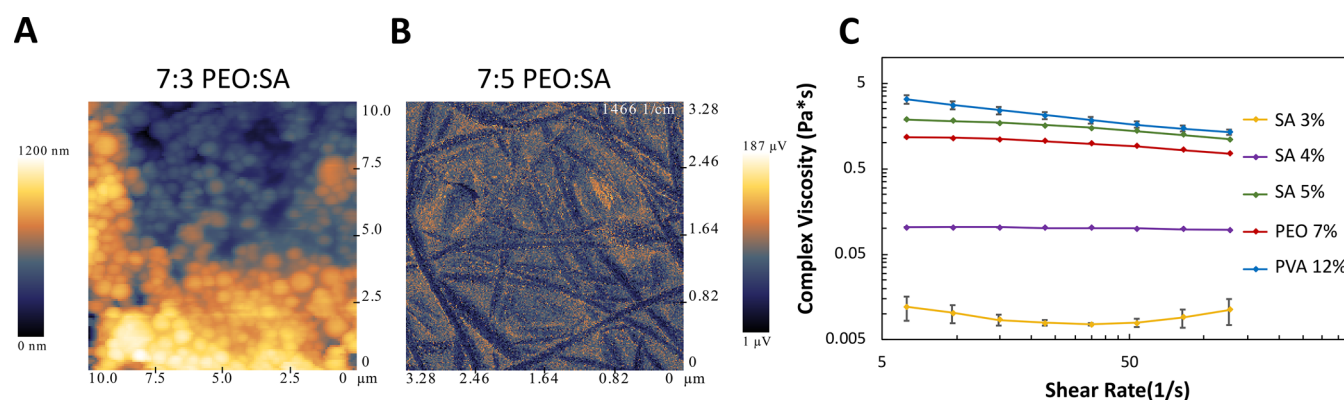 A
7:3 PEO:SA
1200 nm
0 nm
10.0
7.5
5.0
2.5
0
10.0 7.5 5.0 2.5 0 µm
B
7:5 PEO:SA
1466 1/cm
3.28
2.46
1.64
0.82
0
3.28 2.46 1.64 0.82 0 µm
187 µV
1 µV
C
Complex Viscosity (Pa*s)
5
0.5
0.05
0.005
5 50
Shear Rate(1/s)
SA 3%
SA 4%
SA 5%
PEO 7%
PVA 12%